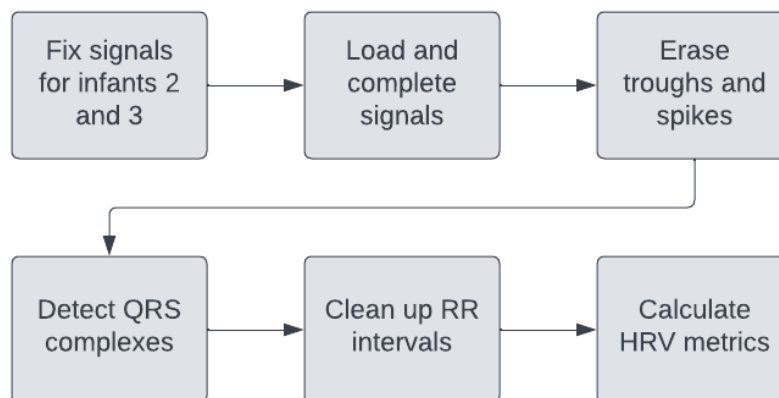 Fix signals
for infants 2
and 3
Load and
complete
signals
Erase
troughs and
spikes
Detect QRS
complexes
Clean up RR
intervals
Calculate
HRV metrics